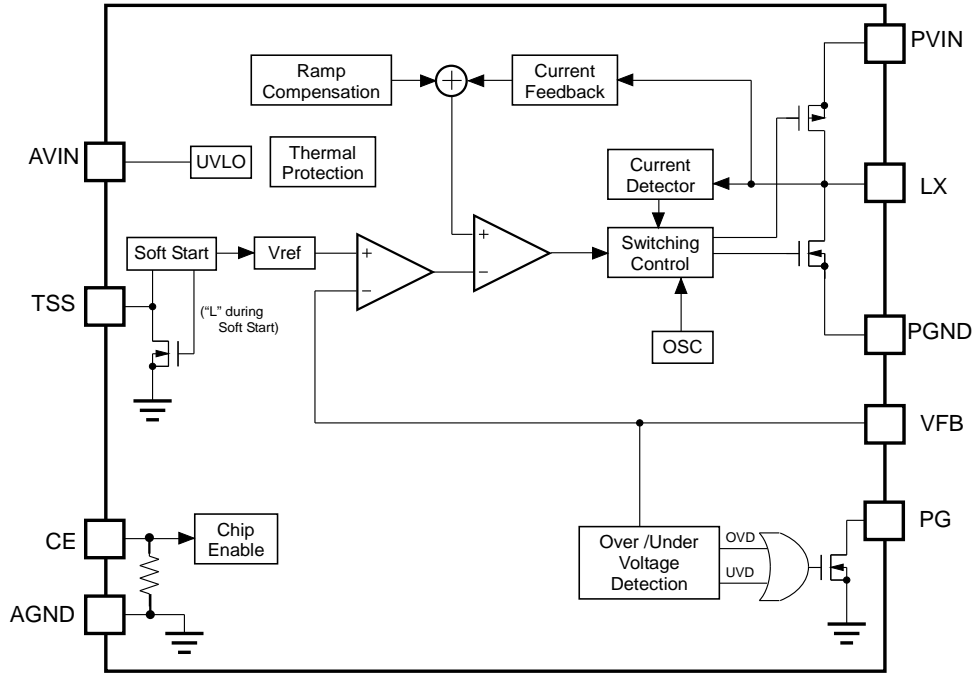 PVIN
Ramp
Compensation
Current
Feedback
AVIN
UVLO
Thermal
Protection
Current
Detector
LX
Soft Start
Vref
+
−
+
−
Switching
Control
TSS
("L" during
Soft Start)
OSC
PGND
VFB
CE
Chip
Enable
Over /Under
Voltage
Detection
OVD
UVD
PG
AGND